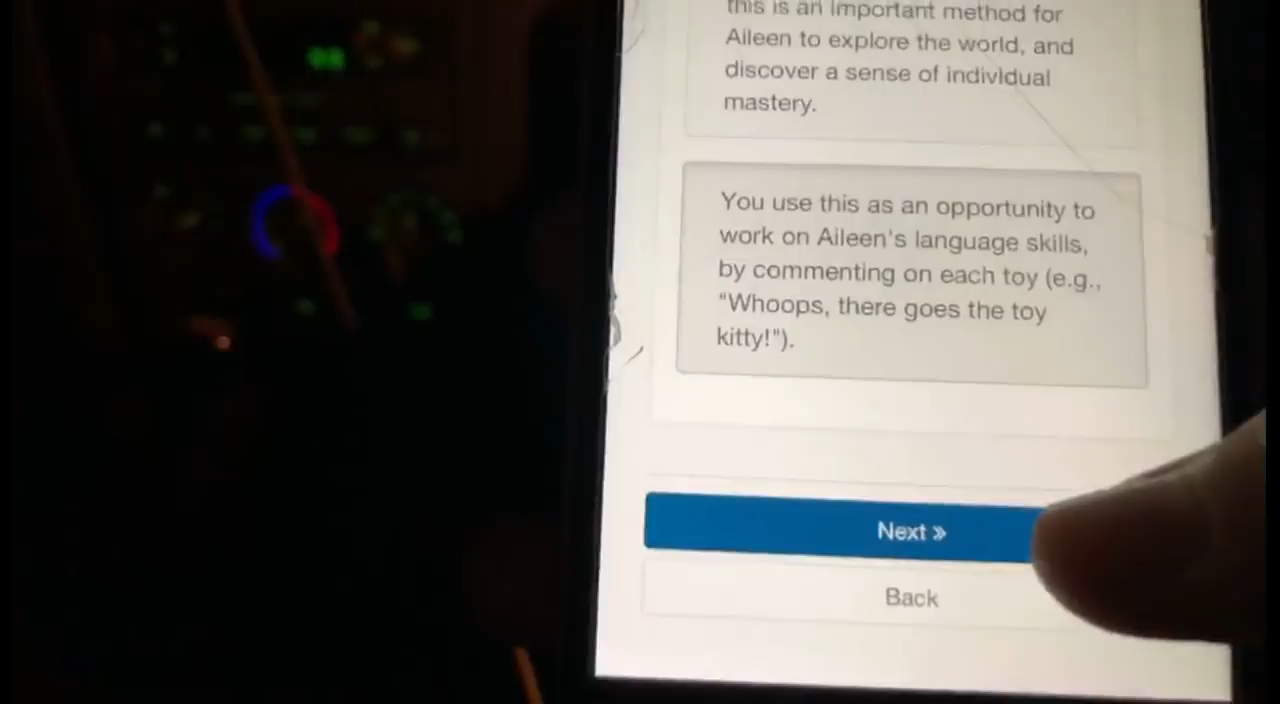 this is an important method for
Aileen to explore the world, and
discover a sense of individual
mastery.
You use this as an opportunity to
work on Aileen's language skills,
by commenting on each toy (e.g.,
"Whoops, there goes the toy
kitty!").
Next »
Back